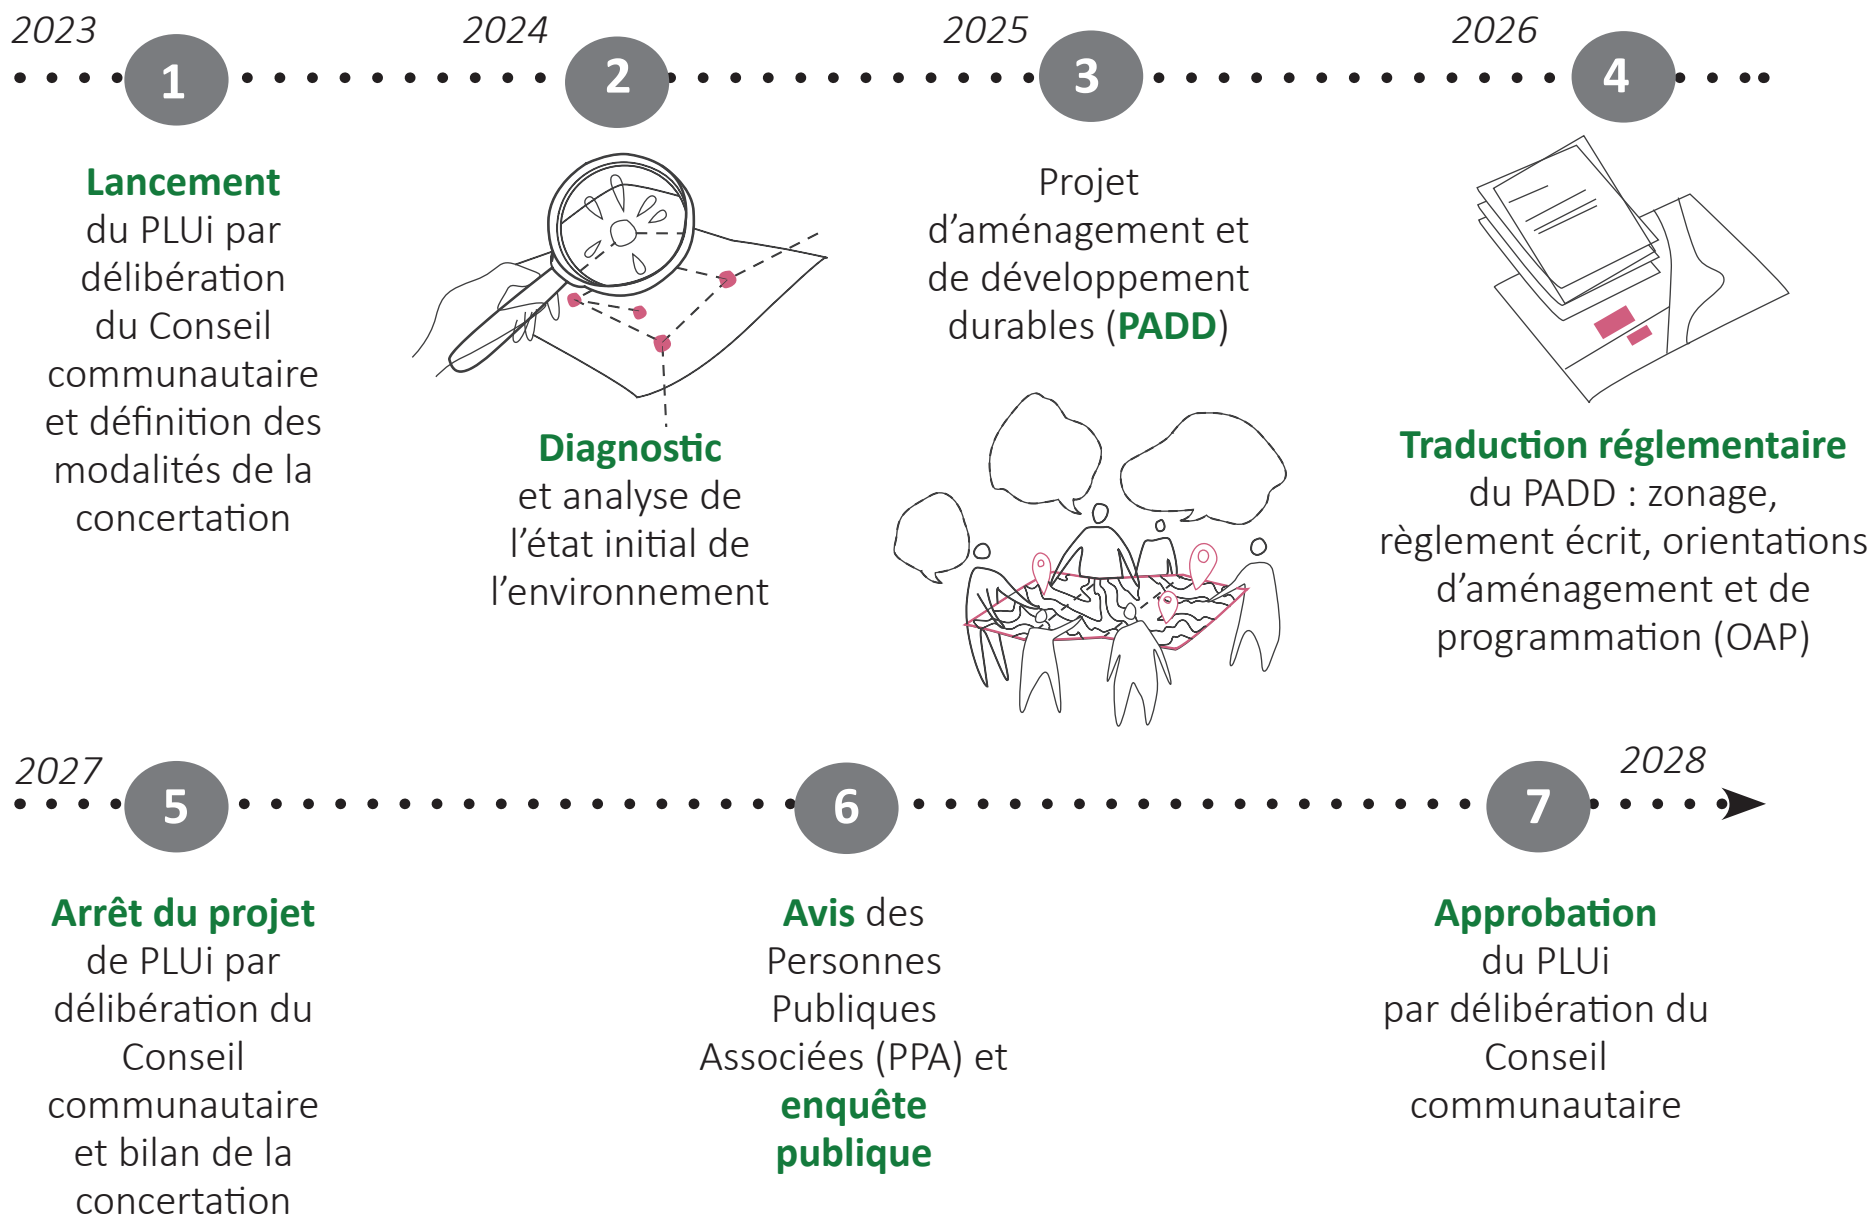 2023
1
Lancement
du PLUi par
délibération
du Conseil
communautaire
et définition des
modalités de la
concertation
2024
2
Diagnostic
et analyse de
l’état initial de
l’environnement
2025
3
Projet
d’aménagement et
de développement
durables (PADD)
2026
4
Traduction réglementaire
du PADD : zonage,
règlement écrit, orientations
d’aménagement et de
programmation (OAP)
2027
5
Arrêt du projet
de PLUi par
délibération du
Conseil
communautaire
et bilan de la
concertation
6
Avis des
Personnes
Publiques
Associées (PPA) et
enquête
publique
7
2028
Approbation
du PLUi
par délibération du
Conseil
communautaire